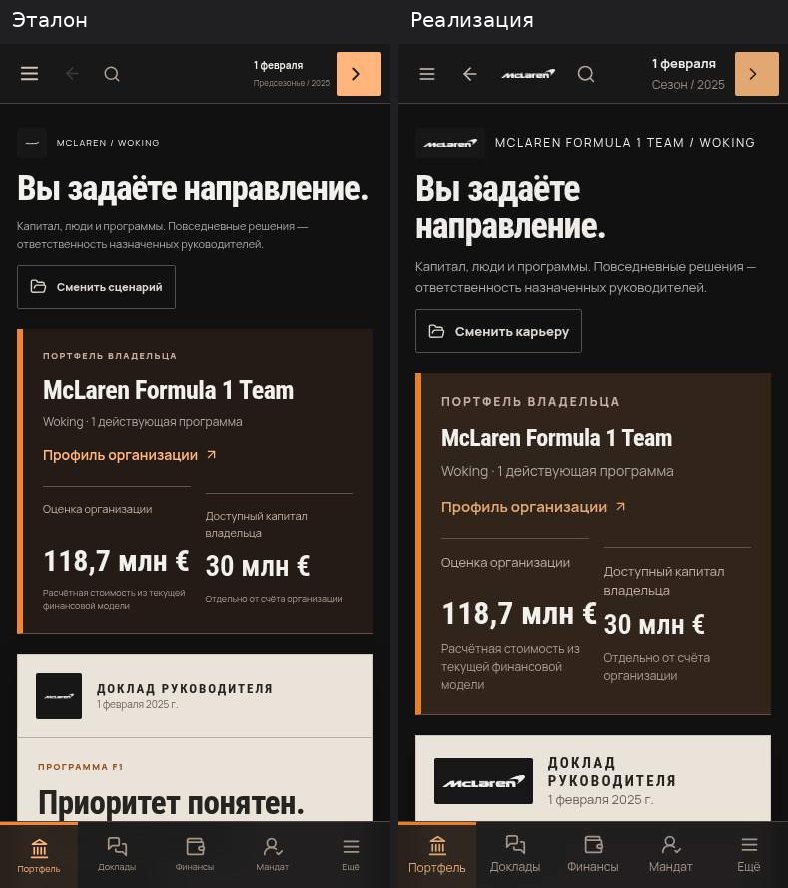 Эталон
1 февраля
Предсезонье / 2025
MCLAREN / WOKING
Вы задаёте направление.
Капитал, люди и программы. Повседневные решения —
ответственность назначенных руководителей.
Сменить сценарий
ПОРТФЕЛЬ ВЛАДЕЛЬЦА
McLaren Formula 1 Team
Woking · 1 действующая программа
Профиль организации
Оценка организации
118,7 млн €
Расчётная стоимость из текущей
финансовой модели
Доступный капитал
владельца
30 млн €
Отдельно от счёта организации
ДОКЛАД РУКОВОДИТЕЛЯ
1 февраля 2025 г.
ПРОГРАММА F1
Приоритет понятен.
Портфель
Доклады
Финансы
Мандат
Ещё
Реализация
McLaren
1 февраля
Сезон / 2025
McLaren
MCLAREN FORMULA 1 TEAM / WOKING
Вы задаёте
направление.
Капитал, люди и программы. Повседневные решения —
ответственность назначенных руководителей.
Сменить карьеру
ПОРТФЕЛЬ ВЛАДЕЛЬЦА
McLaren Formula 1 Team
Woking · 1 действующая программа
Профиль организации
Оценка организации
118,7 млн €
Расчётная стоимость из
текущей финансовой
модели
Доступный капитал
владельца
30 млн €
Отдельно от счёта
организации
McLaren
ДОКЛАД
РУКОВОДИТЕЛЯ
1 февраля 2025 г.
Портфель
Доклады
Финансы
Мандат
Ещё